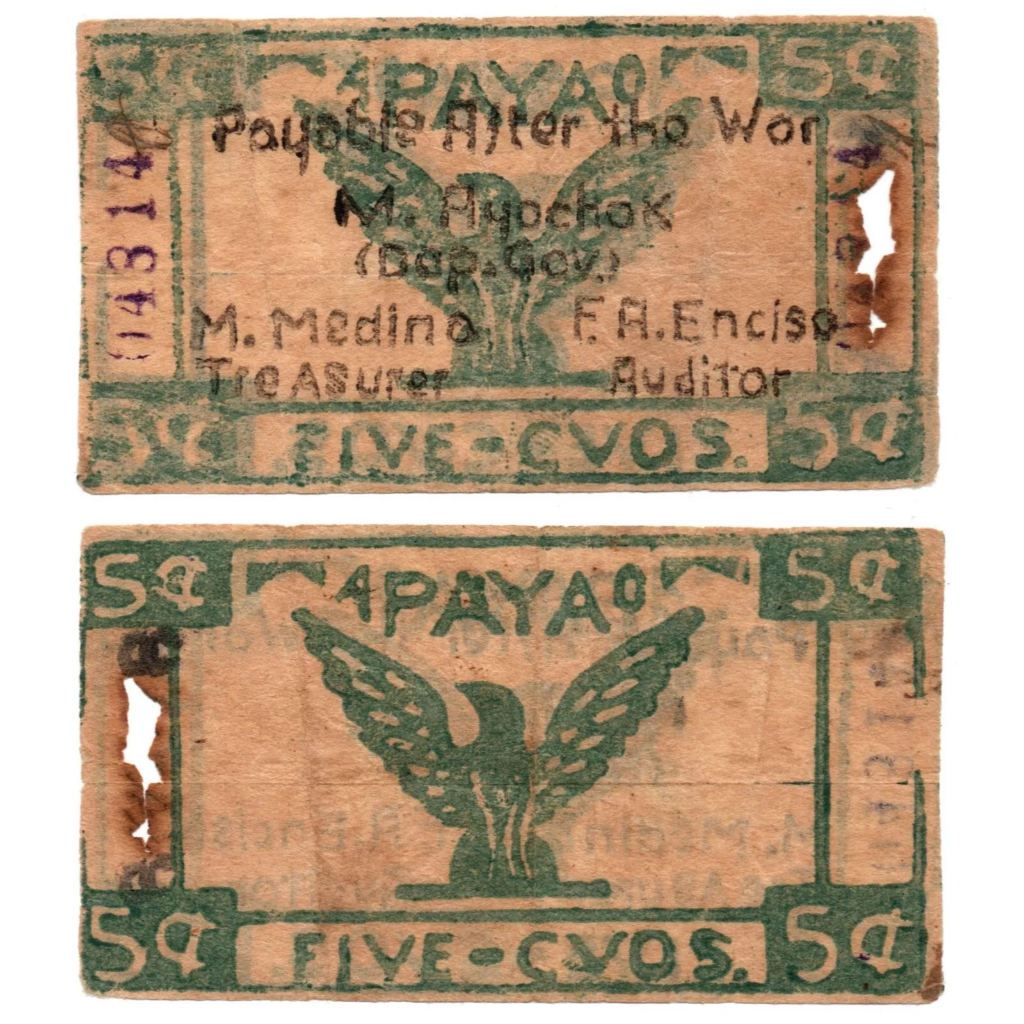 5¢ APAYAO 5¢
Payable After the War
04314
M. Ayochok
(Dep. Gov.)
M. Medina F. A. Enciso
TreASurer Auditor
5¢ FIVE-CVOS. 5¢
5¢ APAYAO 5¢
5¢ FIVE-CVOS. 5¢